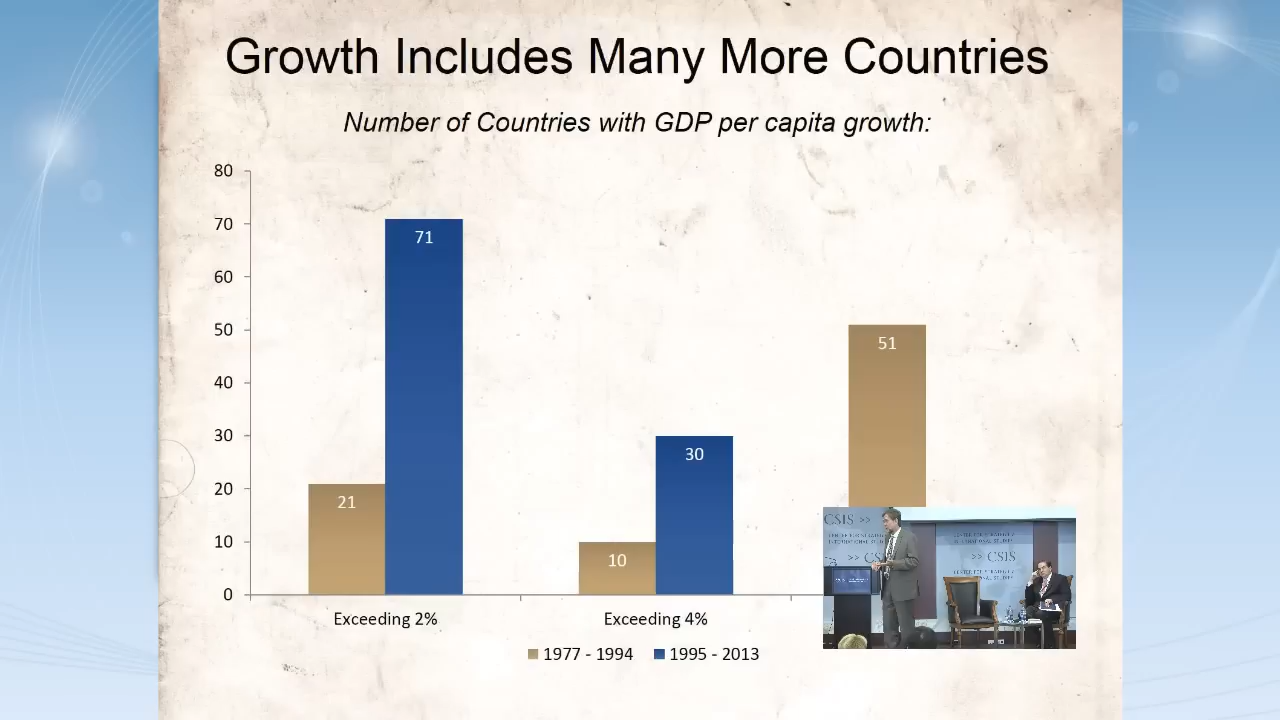 Growth Includes Many More Countries
Number of Countries with GDP per capita growth:
80
70
60
50
40
30
20
10
0
71
51
30
21
10
Exceeding 2%
Exceeding 4%
1977 - 1994
1995 - 2013
CSIS >>
>> CSIS